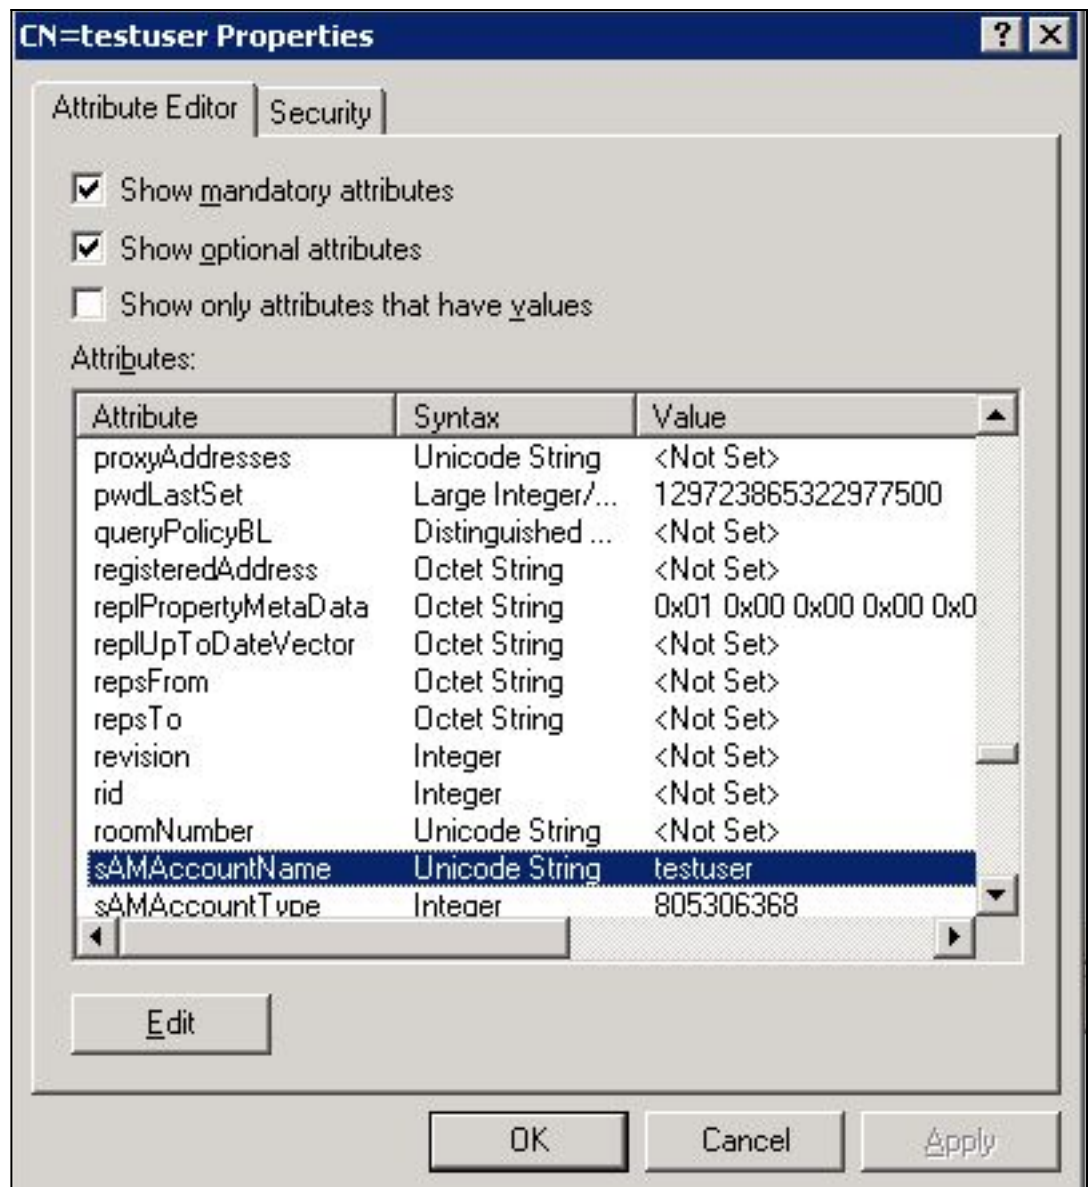 CN=testuser Properties
Attribute Editor Security
Show mandatory attributes
Show optional attributes
Show only attributes that have values
Attributes:
Attribute Syntax Value
proxyAddresses Unicode String <Not Set>
pwdLastSet Large Integer/... 129723865322977500
queryPolicyBL Distinguished ... <Not Set>
registeredAddress Octet String <Not Set>
replPropertyMetaData Octet String 0x01 0x00 0x00 0x00 0x0
replUpToDateVector Octet String <Not Set>
repsFrom Octet String <Not Set>
repsTo Octet String <Not Set>
revision Integer <Not Set>
rid Integer <Not Set>
roomNumber Unicode String <Not Set>
sAMAccountName Unicode String testuser
sAMAccountType Integer 805306368
Edit
OK Cancel Apply